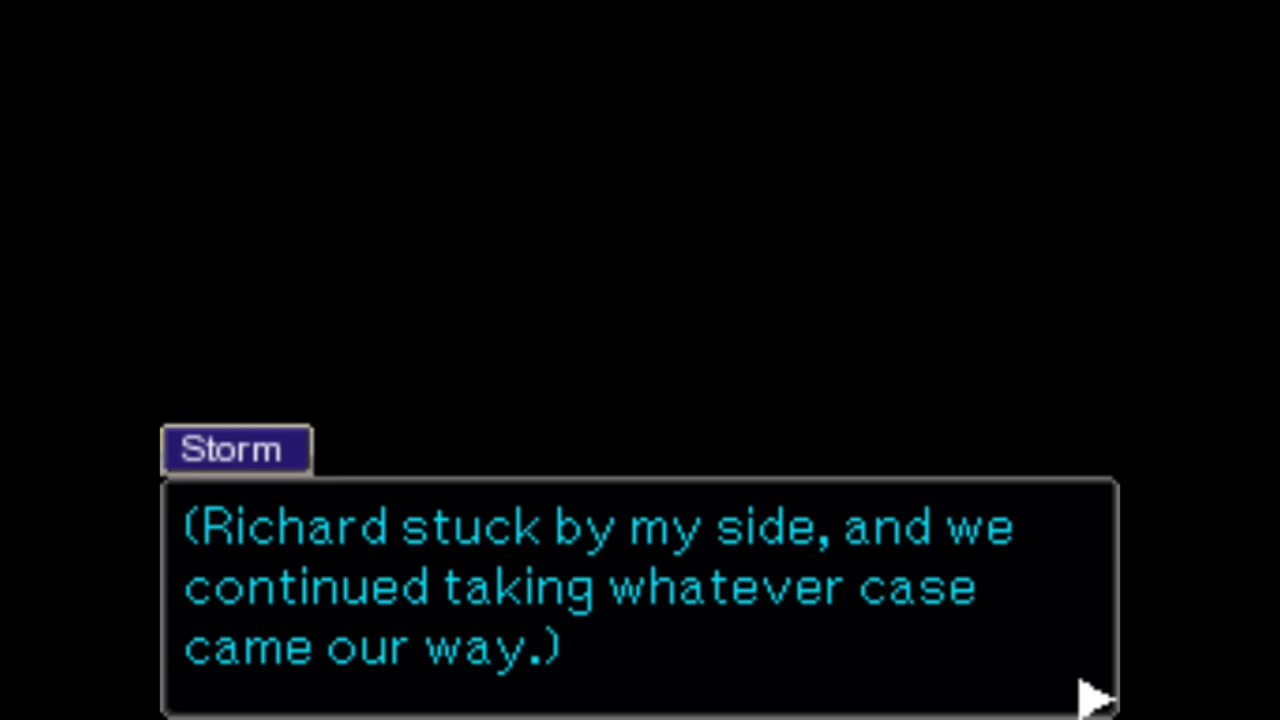 Storm
(Richard stuck by my side, and we
continued taking whatever case
came our way.)